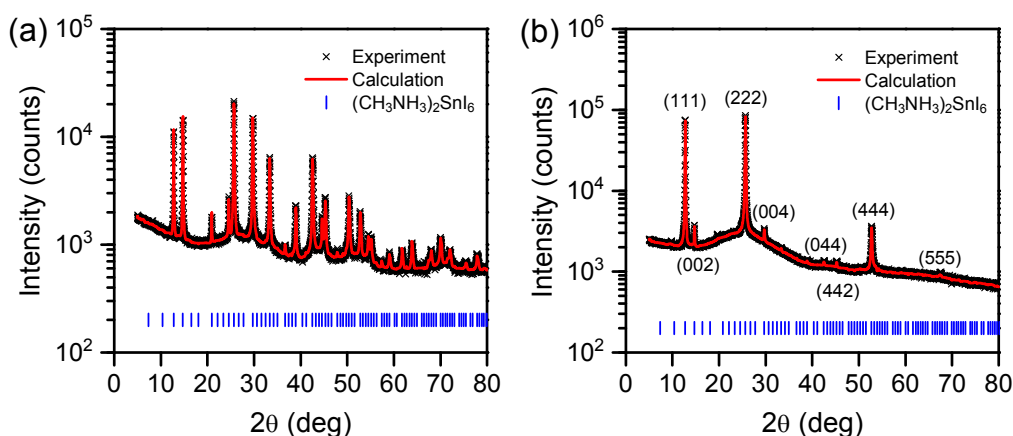 (a)
10^5
10^4
10^3
10^2
Intensity (counts)
× Experiment
Calculation
(CH₃NH₃)₂SnI₆
0 10 20 30 40 50 60 70 80
2θ (deg)
(b)
10^6
10^5
10^4
10^3
10^2
Intensity (counts)
× Experiment
Calculation
(CH₃NH₃)₂SnI₆
(111) (222)
(004)
(002)
(044)
(442)
(444)
(555)
0 10 20 30 40 50 60 70 80
2θ (deg)